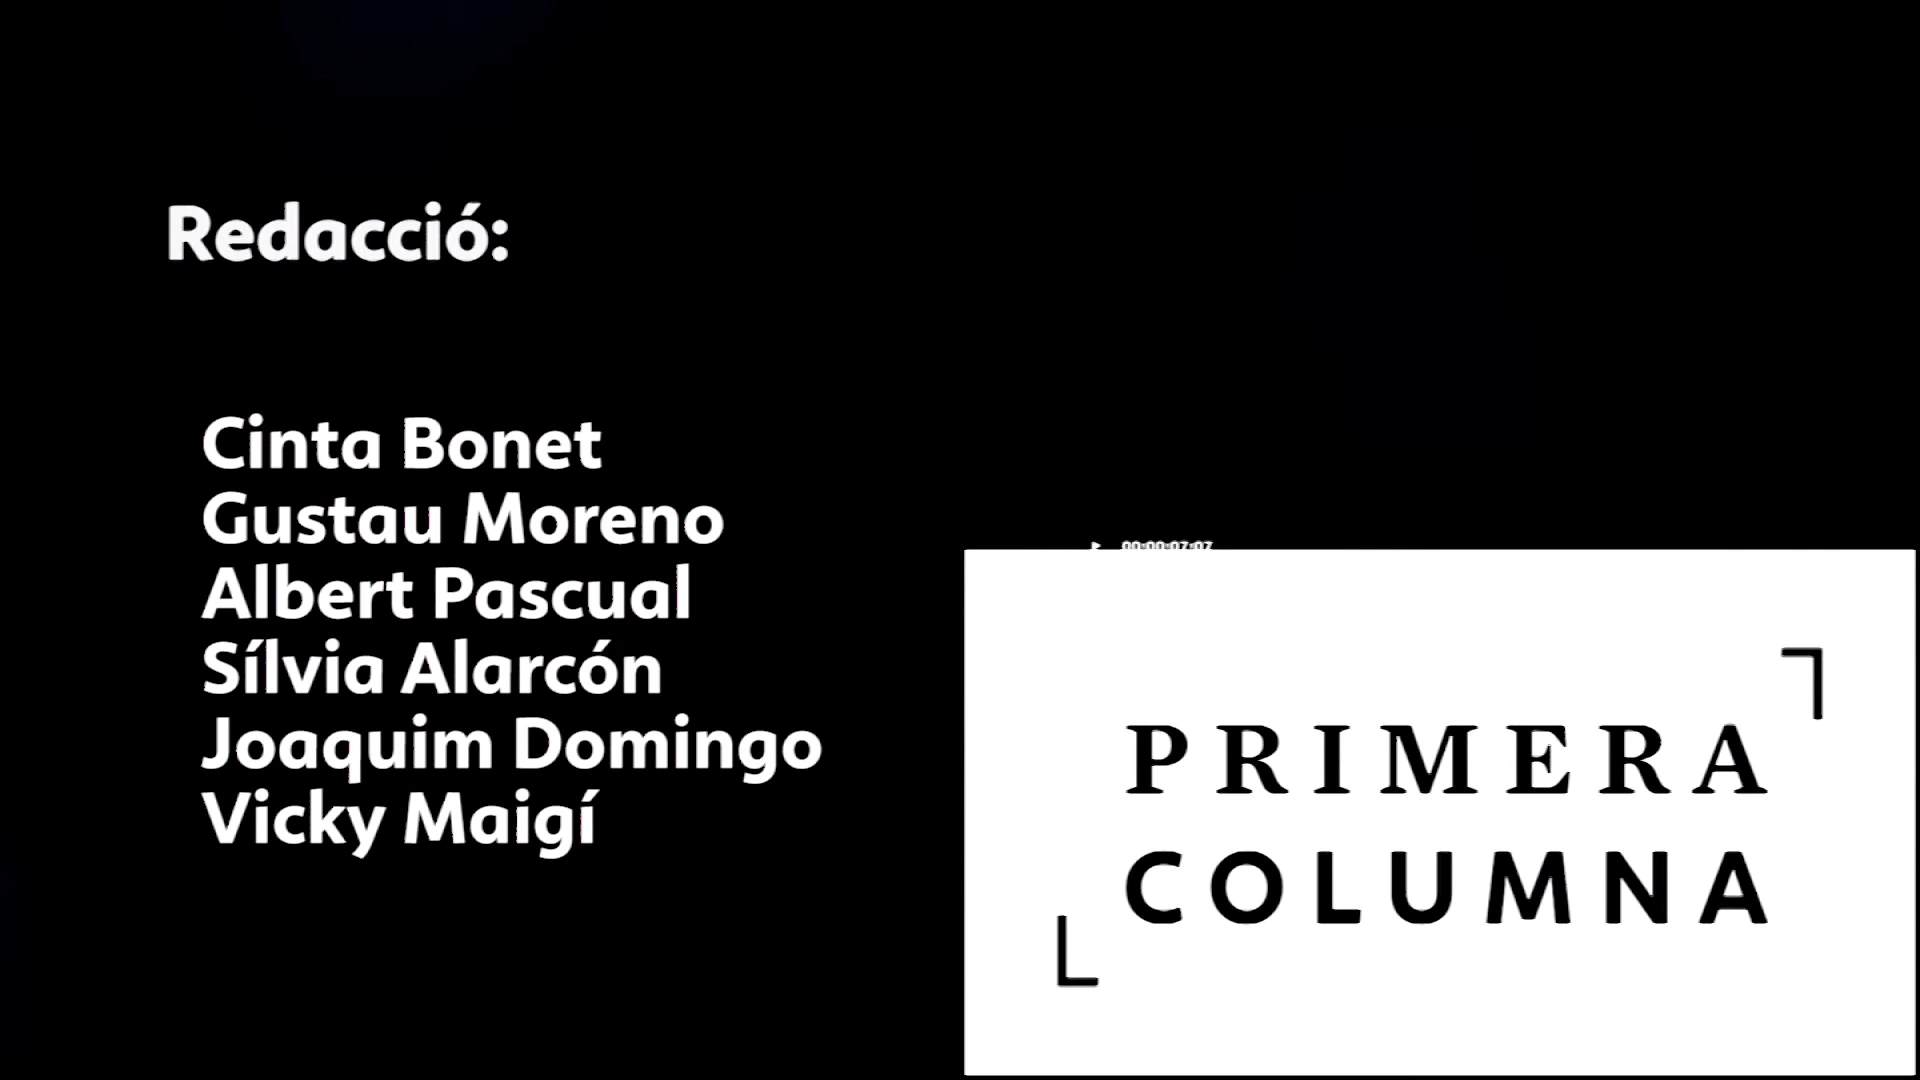 Redacció:
Cinta Bonet
Gustau Moreno
Albert Pascual
Sílvia Alarcón
Joaquim Domingo
Vicky Maigí
PRIMERA
COLUMNA